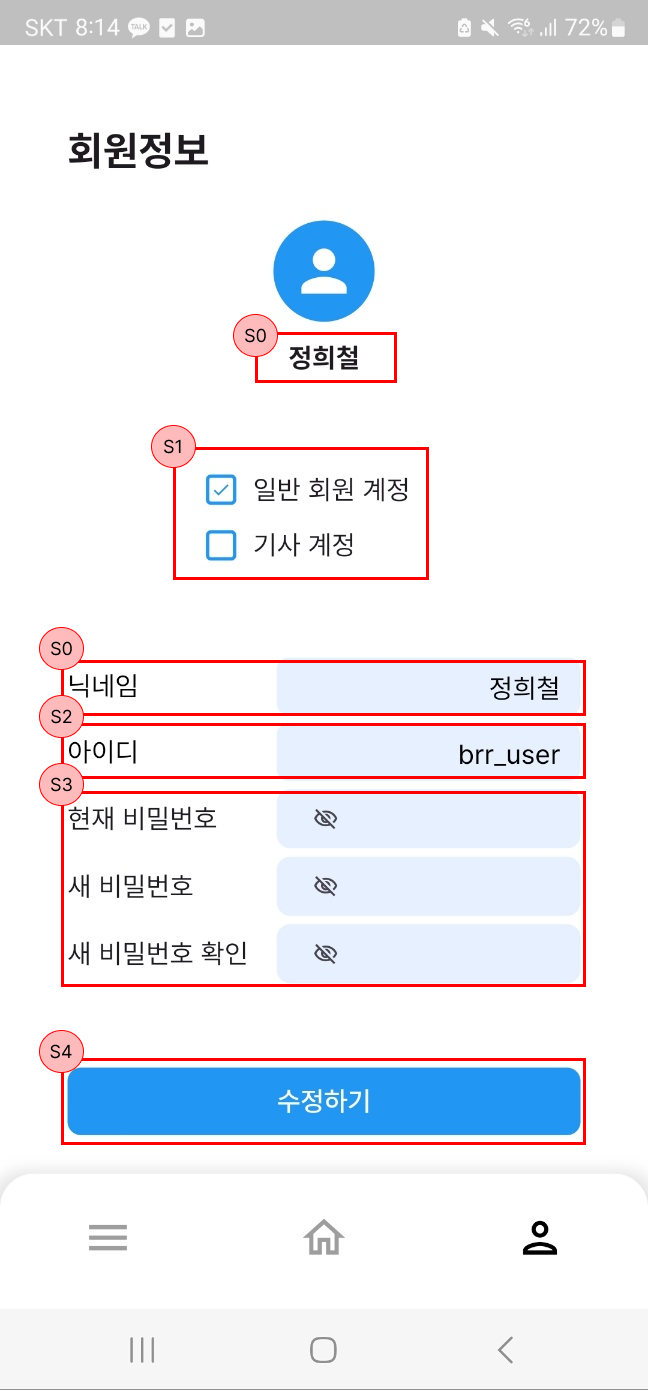 SKT 8:14 TALK 72%
회원정보
S0
정희철
S1
일반 회원 계정
기사 계정
S0
닉네임 정희철
S2
아이디 brr_user
S3
현재 비밀번호
새 비밀번호
새 비밀번호 확인
S4
수정하기